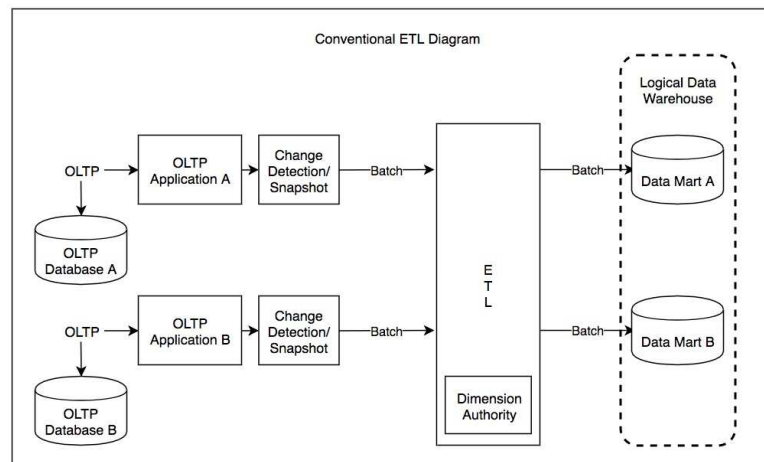 Conventional ETL Diagram
Logical Data
Warehouse
OLTP
OLTP
Application A
Change
Detection/
Snapshot
Batch
Batch
Data Mart A
OLTP
Database A
E
T
L
OLTP
OLTP
Application B
Change
Detection/
Snapshot
Batch
Batch
Data Mart B
OLTP
Database B
Dimension
Authority